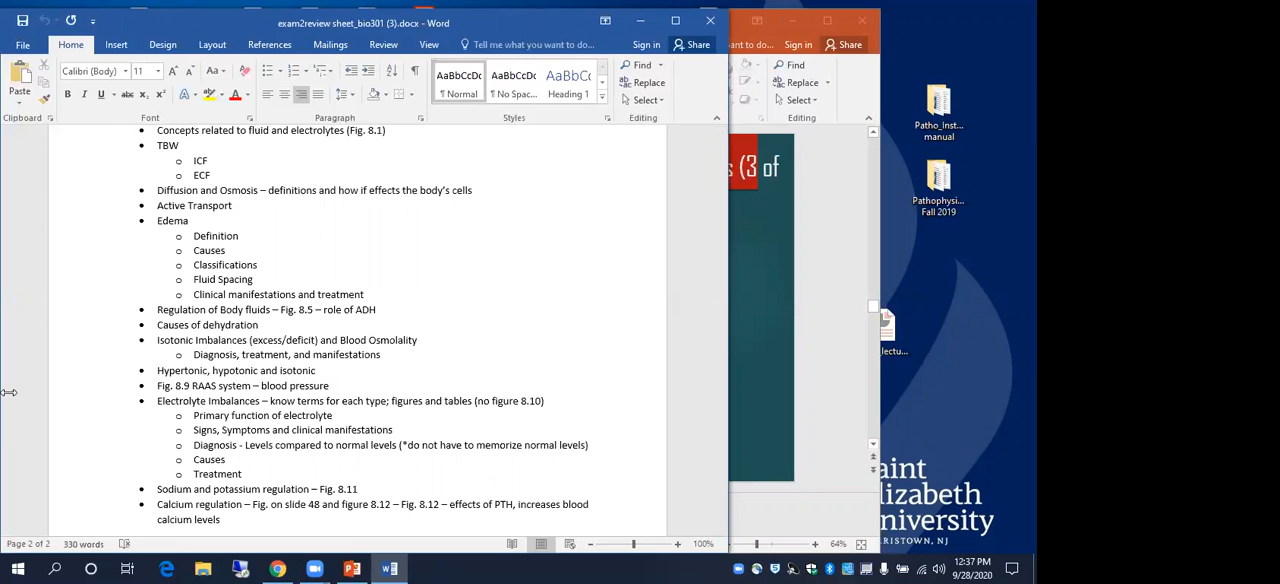 exam2review sheet_bio301 (3).docx - Word
File Home Insert Design Layout References Mailings Review View Tell me what you want to do... Sign in Share
ant to do... Sign in Share
Paste
Calibri (Body) 11
AaBbCcDc AaBbCcDc AaBbC
¶ Normal ¶ No Spac... Heading 1
Find
Replace
Select
Find
Replace
Select
Clipboard Font Paragraph Styles Editing
Editing
Concepts related to fluid and electrolytes (Fig. 8.1)
TBW
ICF
ECF
Diffusion and Osmosis – definitions and how if effects the body's cells
Active Transport
Edema
Definition
Causes
Classifications
Fluid Spacing
Clinical manifestations and treatment
Regulation of Body fluids – Fig. 8.5 – role of ADH
Causes of dehydration
Isotonic Imbalances (excess/deficit) and Blood Osmolality
Diagnosis, treatment, and manifestations
Hypertonic, hypotonic and isotonic
Fig. 8.9 RAAS system – blood pressure
Electrolyte Imbalances – know terms for each type; figures and tables (no figure 8.10)
Primary function of electrolyte
Signs, Symptoms and clinical manifestations
Diagnosis - Levels compared to normal levels (*do not have to memorize normal levels)
Causes
Treatment
Sodium and potassium regulation – Fig. 8.11
Calcium regulation – Fig. on slide 48 and figure 8.12 – Fig. 8.12 – effects of PTH, increases blood
calcium levels
s (3 of
Page 2 of 2 330 words
100%
64%
Patho_Inst...
manual
Pathophysi...
Fall 2019
_lectu...
aint
lizabeth
niversity
ORRISTOWN, NJ
12:37 PM
9/28/2020